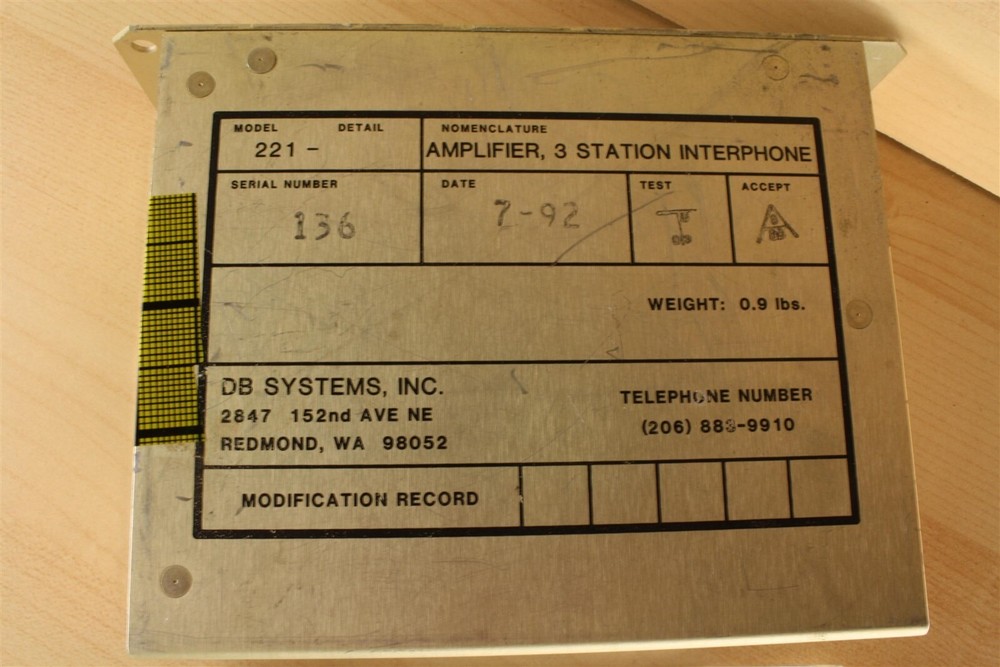 MODEL DETAIL
221 -
NOMENCLATURE
AMPLIFIER, 3 STATION INTERPHONE
SERIAL NUMBER
136
DATE
7-92
TEST
ACCEPT
WEIGHT: 0.9 lbs.
DB SYSTEMS, INC.
2847 152nd AVE NE
REDMOND, WA 98052
TELEPHONE NUMBER
(206) 883-9910
MODIFICATION RECORD